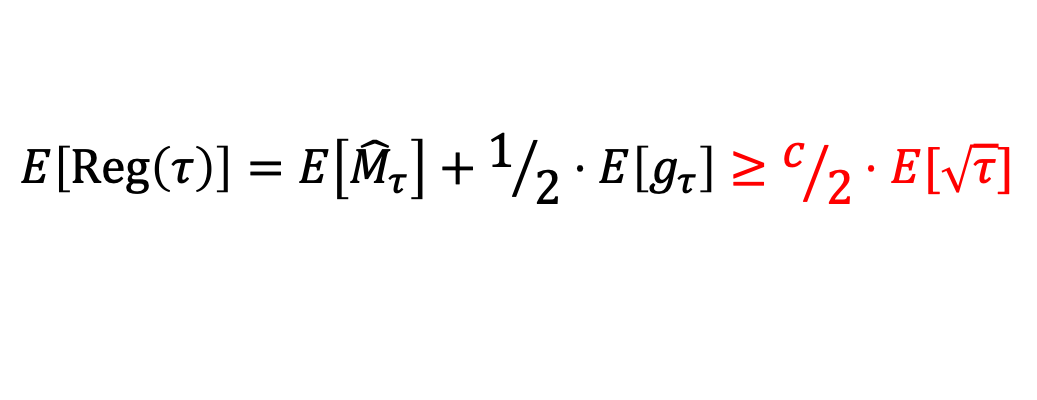 E[Reg(τ)] = E[M̂_τ] + 1/2 · E[g_τ] ≥ c/2 · E[√τ]